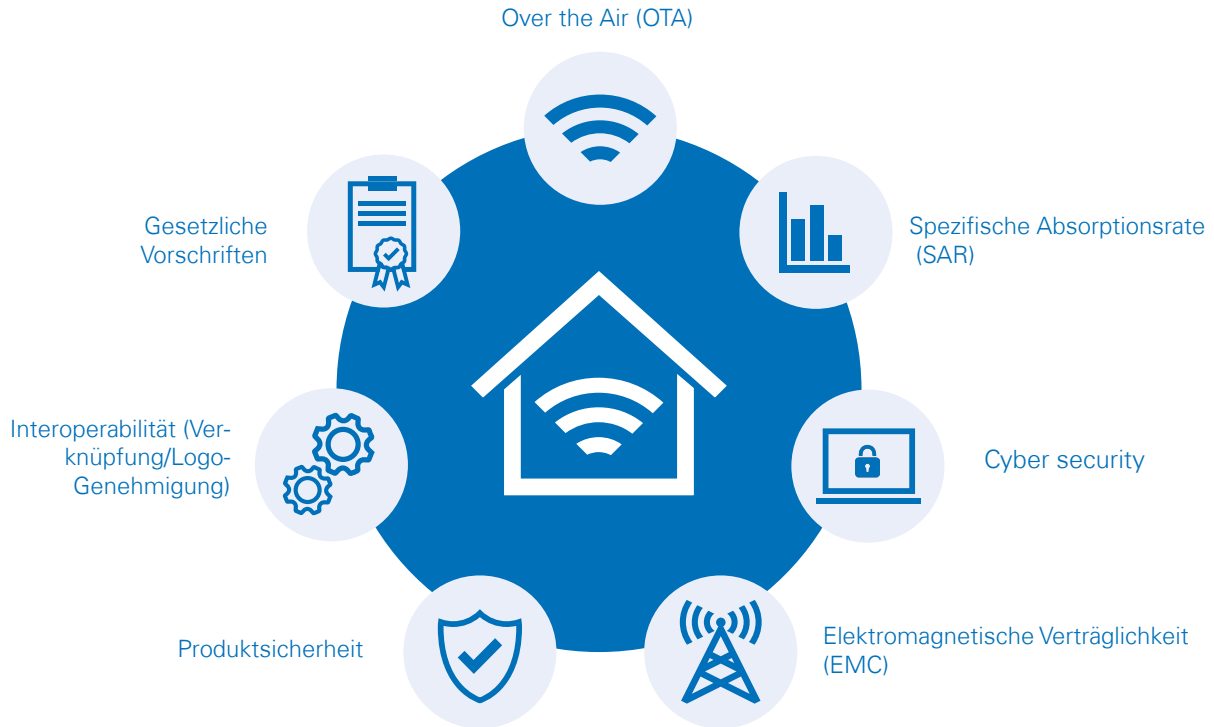 Over the Air (OTA)
Gesetzliche
Vorschriften
Spezifische Absorptionsrate
(SAR)
Interoperabilität (Ver-
knüpfung/Logo-
Genehmigung)
Cyber security
Produktsicherheit
Elektromagnetische Verträglichkeit
(EMC)